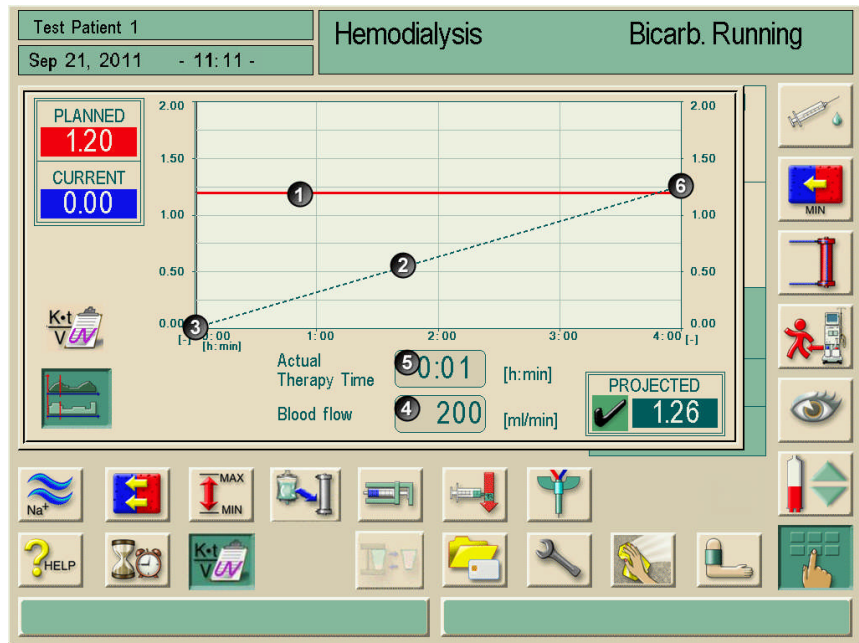 Test Patient 1
Sep 21, 2011 - 11:11 -
Hemodialysis
Bicarb. Running
PLANNED
1.20
CURRENT
0.00
2.00
1.50
1.00
0.50
0.00
[-]
2.00
1.50
1.00
0.50
0.00
[-]
1
2
3
6
0:00
1:00
2:00
3:00
4:00
[h:min]
Actual
Therapy Time
5
0:01
[h:min]
Blood flow
4
200
[ml/min]
PROJECTED
1.26
K•t
V UV
MIN
Na+
MAX
MIN
HELP
K•t
V UV